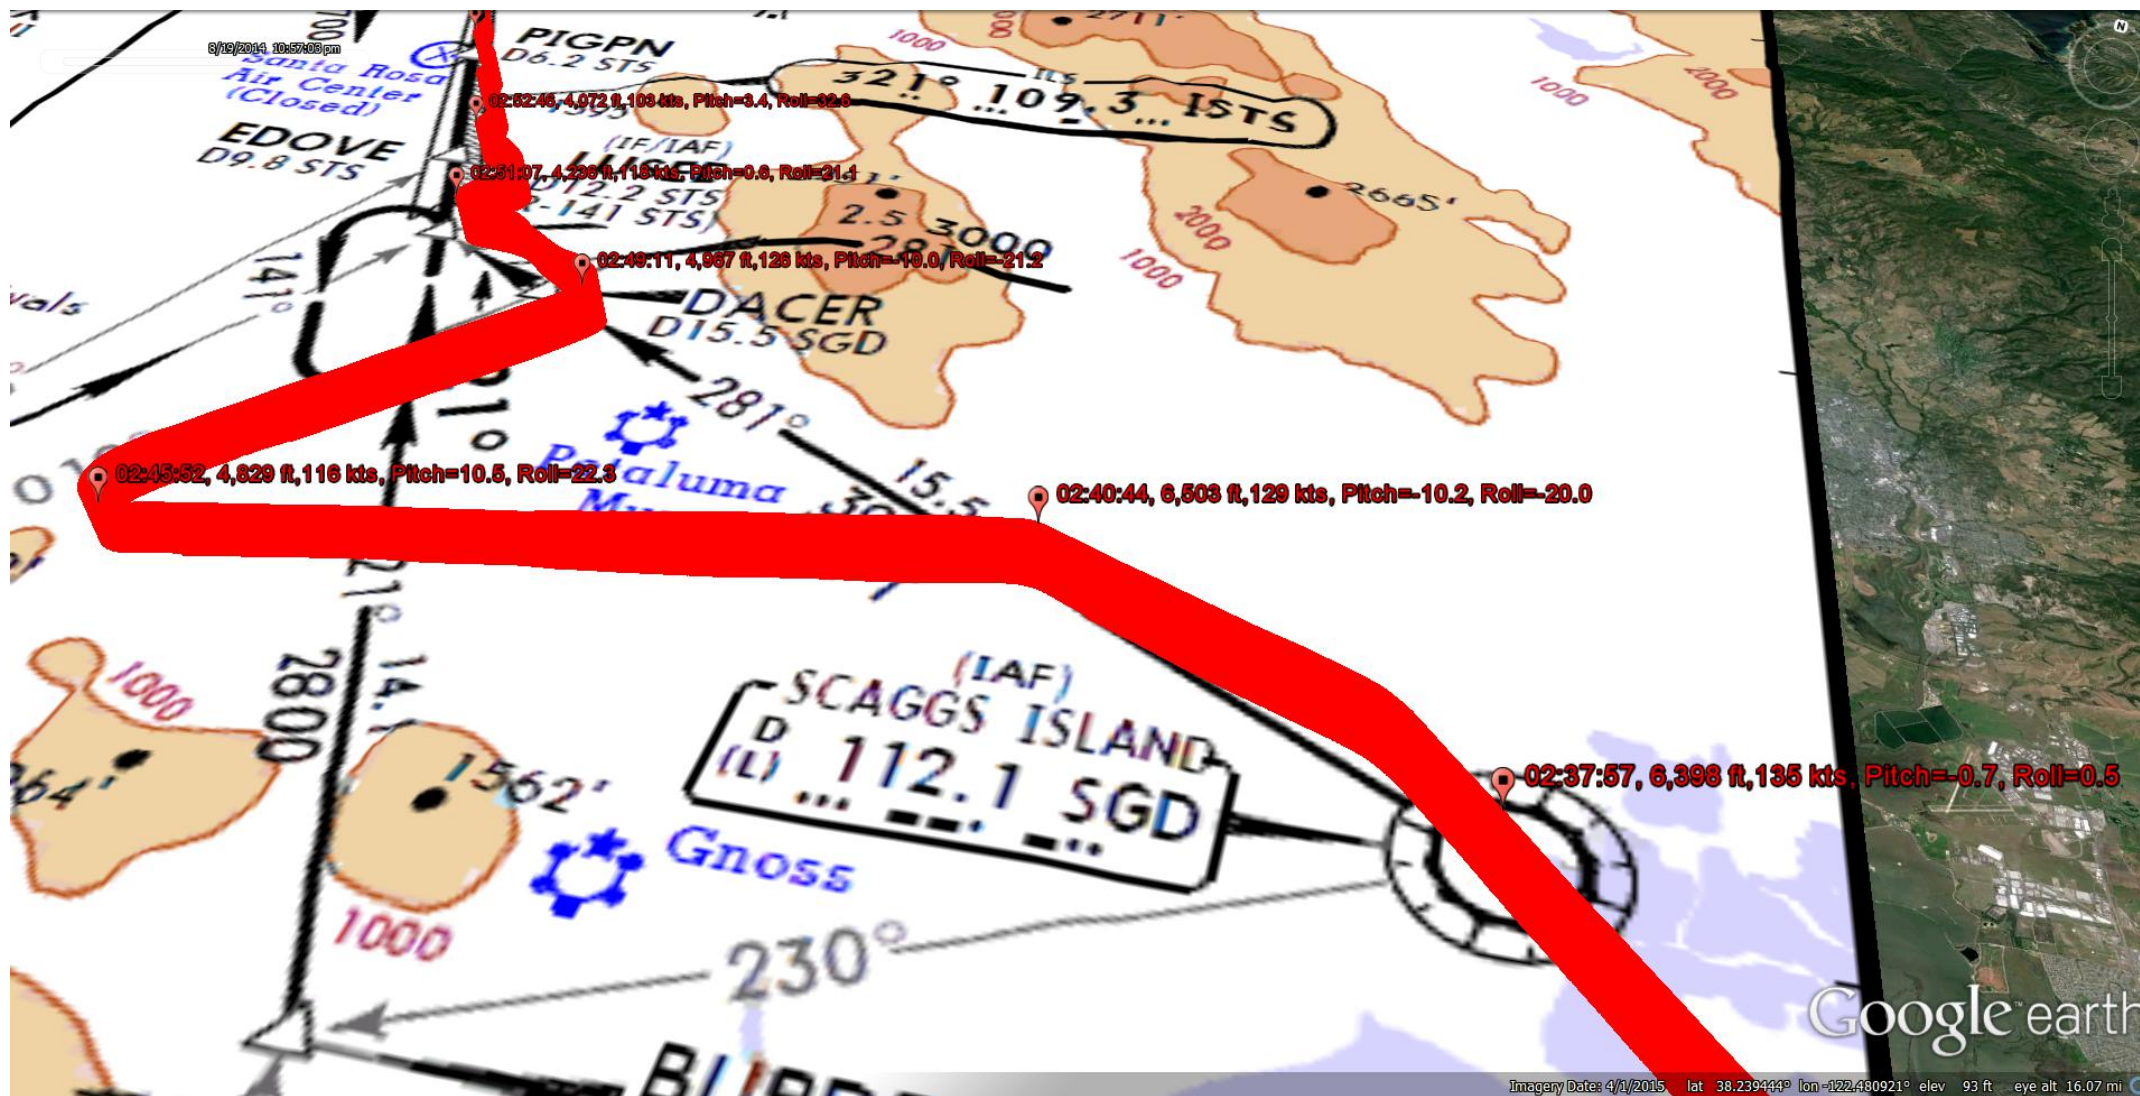 8/19/2014 10:57:03 pm
Santa Rosa
Air Center
(Closed)
PIGPN
D6.2 STS
1000
2711'
ILS
321° 109.3 ISTS
1000
2000
02:52:46, 4,072 ft,103 kts, Pitch=3.4, Roll=32.6
1595
EDOVE
D9.8 STS
(IF/IAF)
02:51:07, 4,236 ft,118 kts, Pitch=0.6, Roll=21.1
D12.2 STS
R-141 STS)
2665'
2000
1000
2.5 3000
281°
141°
02:49:11, 4,967 ft,126 kts, Pitch=-10.0, Roll=-21.2
DACER
D15.5 SGD
281°
15.5
Petaluma
02:45:52, 4,829 ft,116 kts, Pitch=10.5, Roll=22.3
02:40:44, 6,503 ft,129 kts, Pitch=-10.2, Roll=-20.0
1000
2800
14.1
(IAF)
SCAGGS ISLAND
D
(L) 112.1 SGD
02:37:57, 6,398 ft,135 kts, Pitch=-0.7, Roll=0.5
1562'
Gnoss
1000
230°
Google earth
Imagery Date: 4/1/2015 lat 38.239444° lon -122.480921° elev 93 ft eye alt 16.07 mi